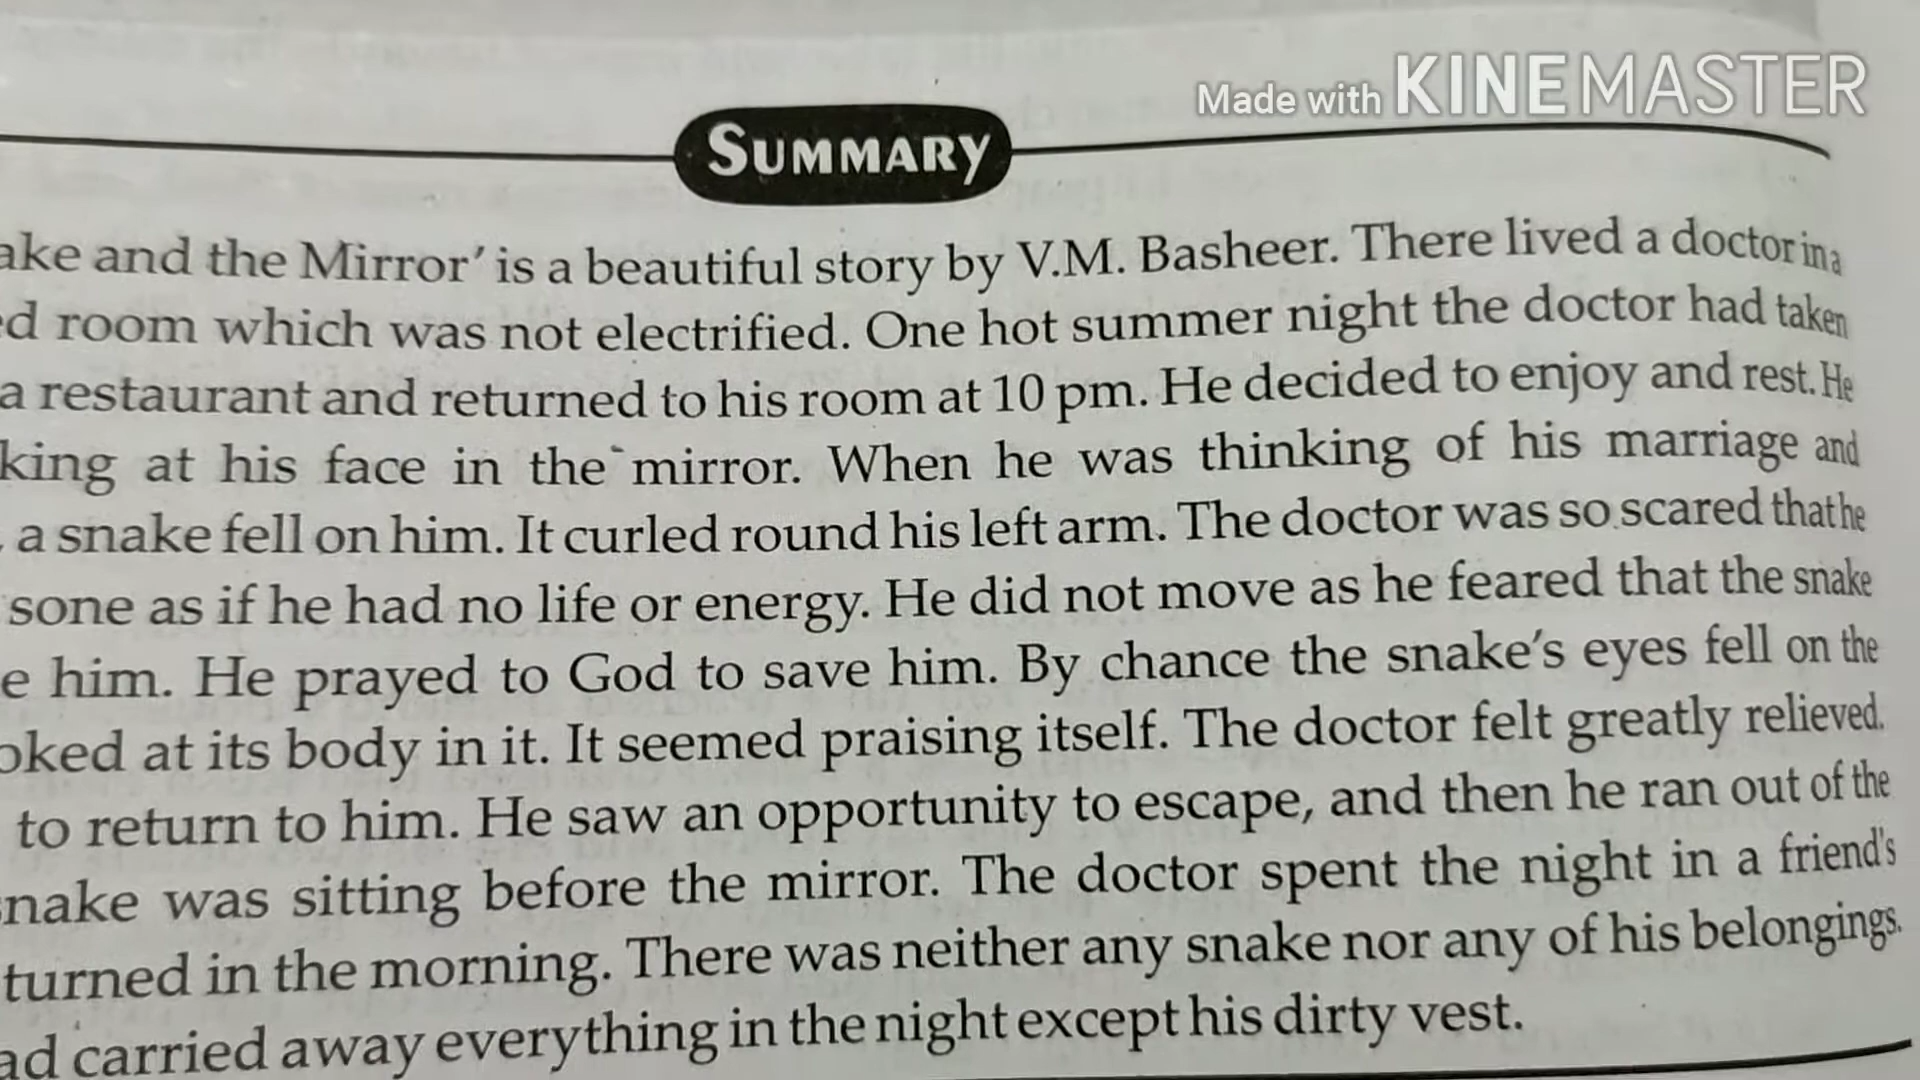 Made with KINEMASTER
SUMMARY
ake and the Mirror' is a beautiful story by V.M. Basheer. There lived a doctor in a
ed room which was not electrified. One hot summer night the doctor had taken
a restaurant and returned to his room at 10 pm. He decided to enjoy and rest. He
king at his face in the mirror. When he was thinking of his marriage and
a snake fell on him. It curled round his left arm. The doctor was so scared that he
sone as if he had no life or energy. He did not move as he feared that the snake
e him. He prayed to God to save him. By chance the snake's eyes fell on the
oked at its body in it. It seemed praising itself. The doctor felt greatly relieved.
to return to him. He saw an opportunity to escape, and then he ran out of the
snake was sitting before the mirror. The doctor spent the night in a friend's
turned in the morning. There was neither any snake nor any of his belongings.
ad carried away everything in the night except his dirty vest.